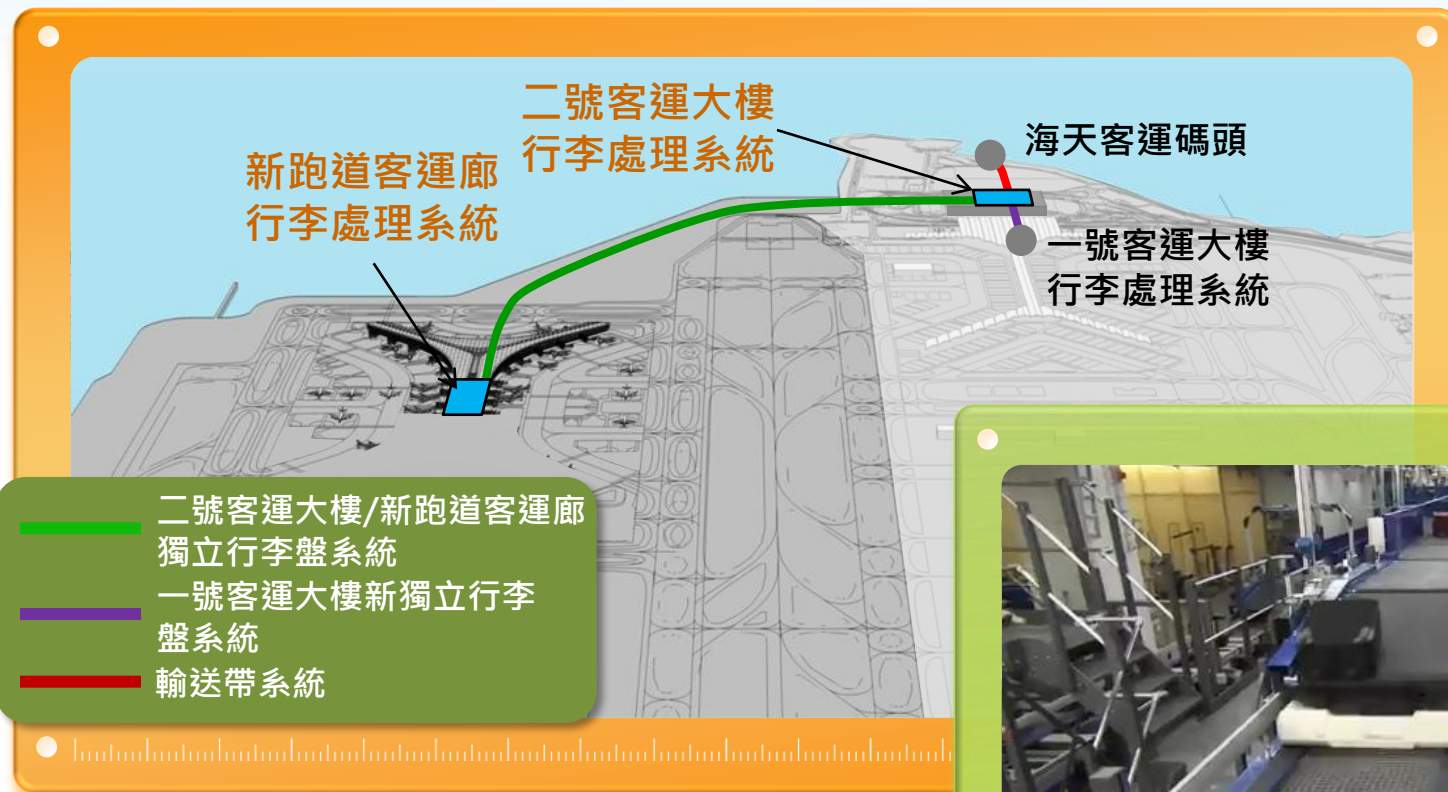 二號客運大樓
行李處理系統
海天客運碼頭
新跑道客運廊
行李處理系統
一號客運大樓
行李處理系統
二號客運大樓/新跑道客運廊
獨立行李盤系統
一號客運大樓新獨立行李
盤系統
輸送帶系統